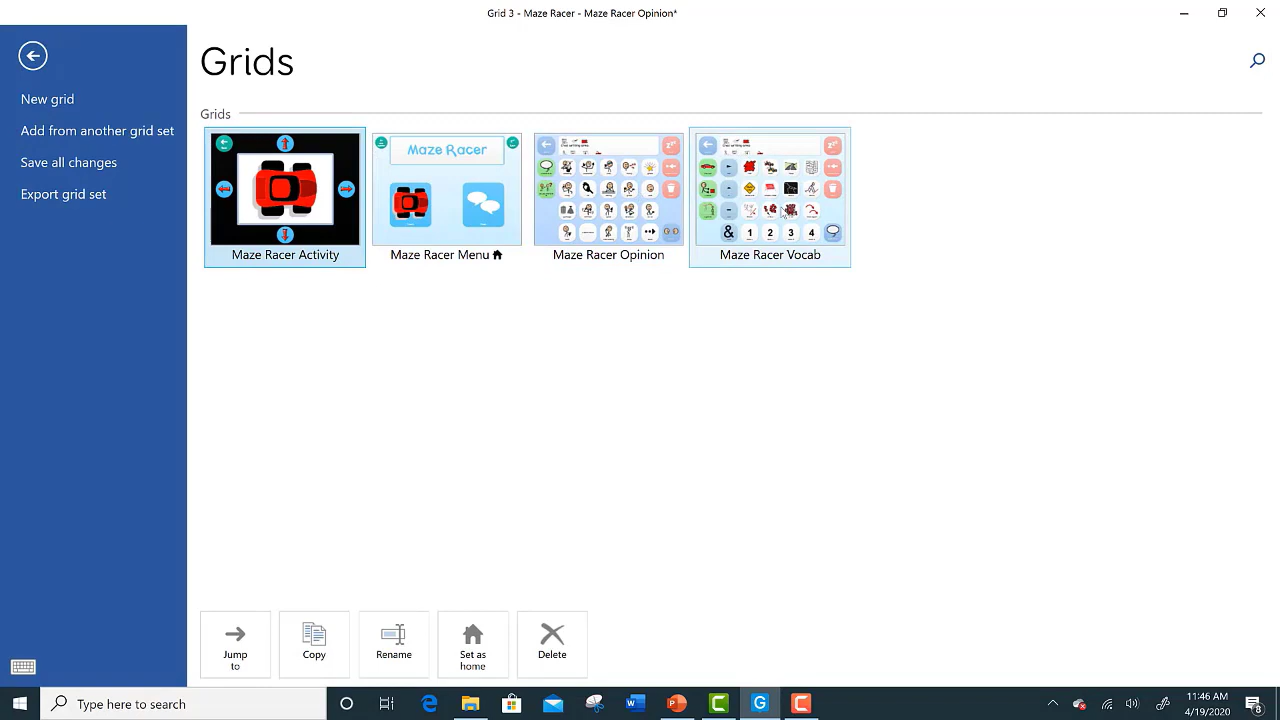 Grid 3 - Maze Racer - Maze Racer Opinion*
Grids
New grid
Add from another grid set
Save all changes
Export grid set
Grids
Maze Racer
zzz
zzz
& 1 2 3 4
Maze Racer Activity
Maze Racer Menu
Maze Racer Opinion
Maze Racer Vocab
Jump to
Copy
Rename
Set as home
Delete
Type here to search
11:46 AM
4/19/2020